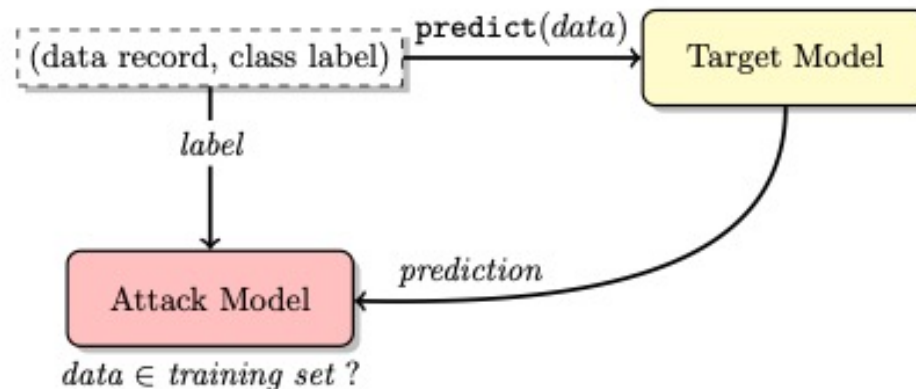 predict(data)
(data record, class label)
Target Model
label
prediction
Attack Model
data ∈ training set ?